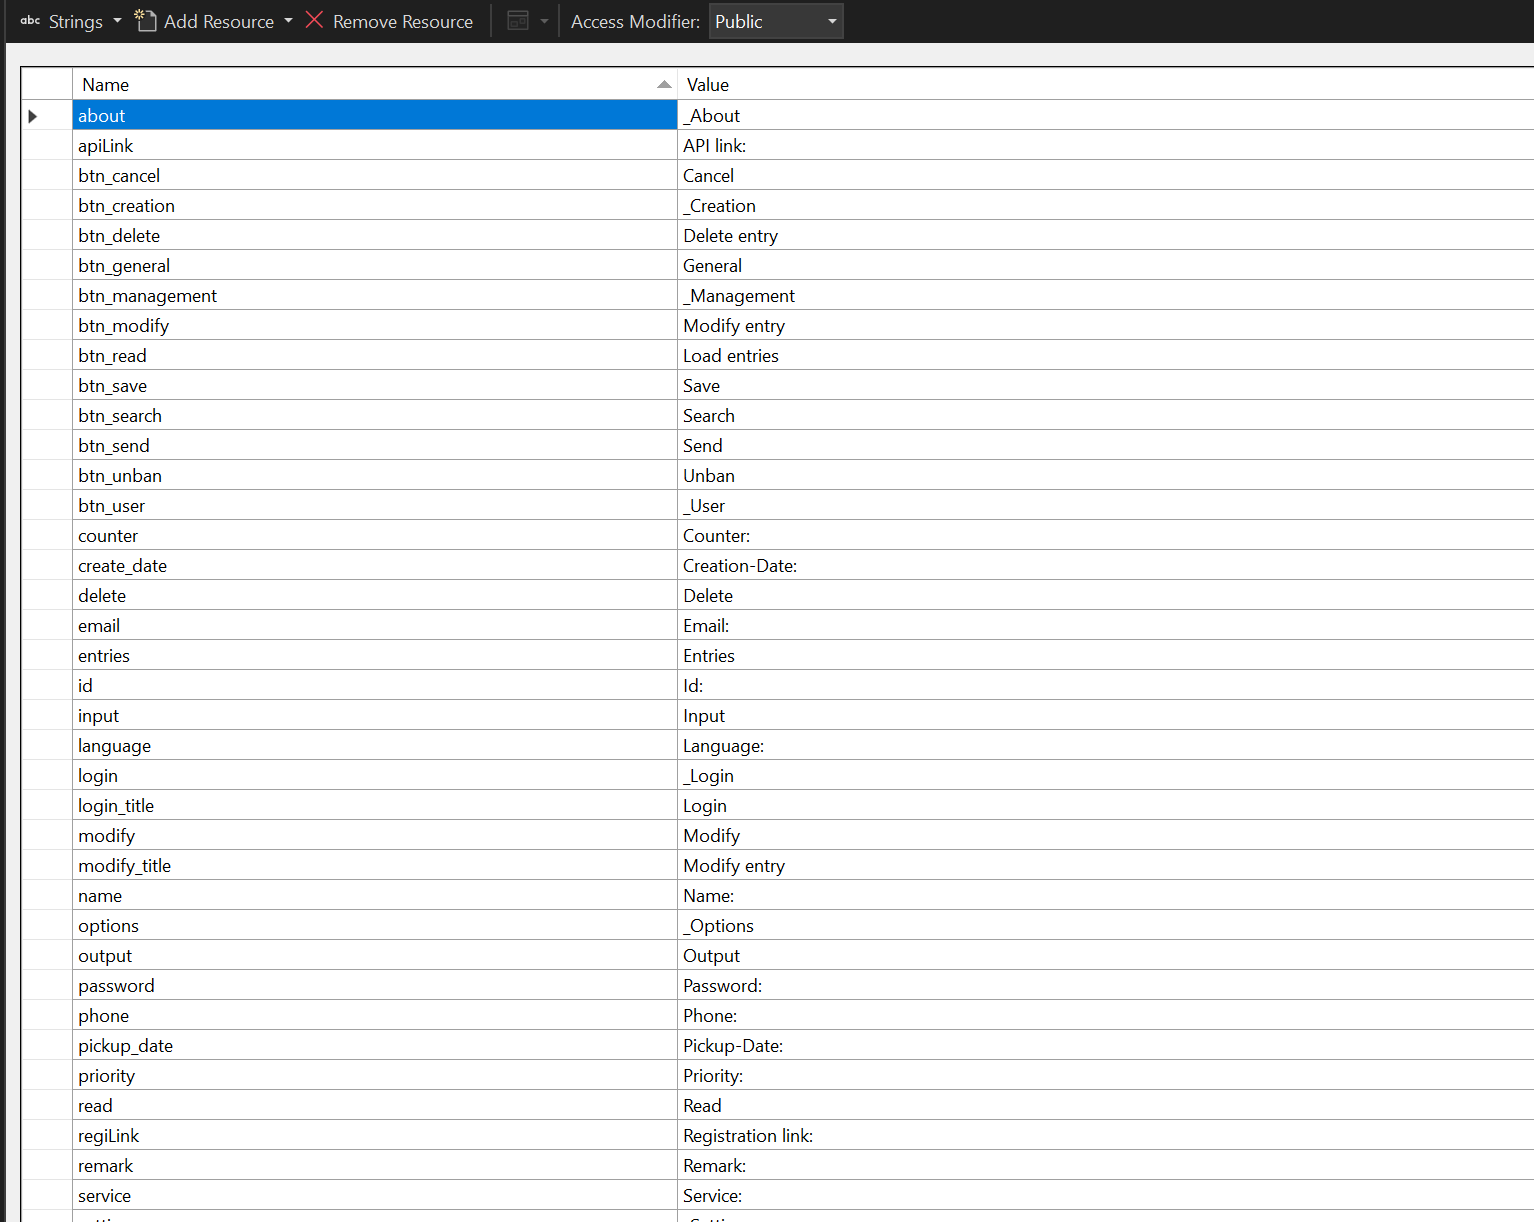 abc Strings Add Resource Remove Resource Access Modifier: Public
Name Value
about _About
apiLink API link:
btn_cancel Cancel
btn_creation _Creation
btn_delete Delete entry
btn_general General
btn_management _Management
btn_modify Modify entry
btn_read Load entries
btn_save Save
btn_search Search
btn_send Send
btn_unban Unban
btn_user _User
counter Counter:
create_date Creation-Date:
delete Delete
email Email:
entries Entries
id Id:
input Input
language Language:
login _Login
login_title Login
modify Modify
modify_title Modify entry
name Name:
options _Options
output Output
password Password:
phone Phone:
pickup_date Pickup-Date:
priority Priority:
read Read
regiLink Registration link:
remark Remark:
service Service: